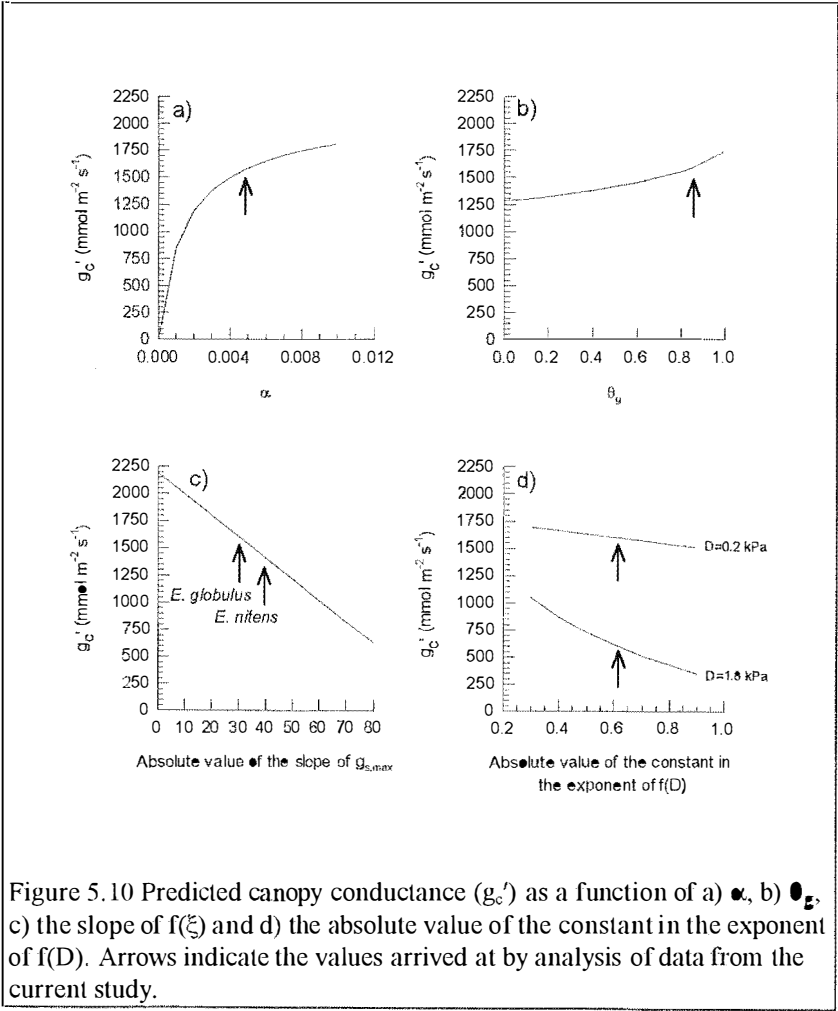 a)
2250
2000
1750
1500
1250
1000
750
500
250
0
g_c' (mmol m⁻² s⁻¹)
0.000 0.004 0.008 0.012
α
b)
2250
2000
1750
1500
1250
1000
750
500
250
0
g_c' (mmol m⁻² s⁻¹)
0.0 0.2 0.4 0.6 0.8 1.0
θ_g
c)
2250
2000
1750
1500
1250
1000
750
500
250
0
g_c' (mmol m⁻² s⁻¹)
E. globulus
E. nitens
0 10 20 30 40 50 60 70 80
Absolute value of the slope of g_s,max
d)
2250
2000
1750
1500
1250
1000
750
500
250
0
g_c' (mmol m⁻² s⁻¹)
D=0.2 kPa
D=1.8 kPa
0.2 0.4 0.6 0.8 1.0
Absolute value of the constant in
the exponent of f(D)
Figure 5.10 Predicted canopy conductance (g_c') as a function of a) α, b) θ_g,
c) the slope of f(ξ) and d) the absolute value of the constant in the exponent
of f(D). Arrows indicate the values arrived at by analysis of data from the
current study.